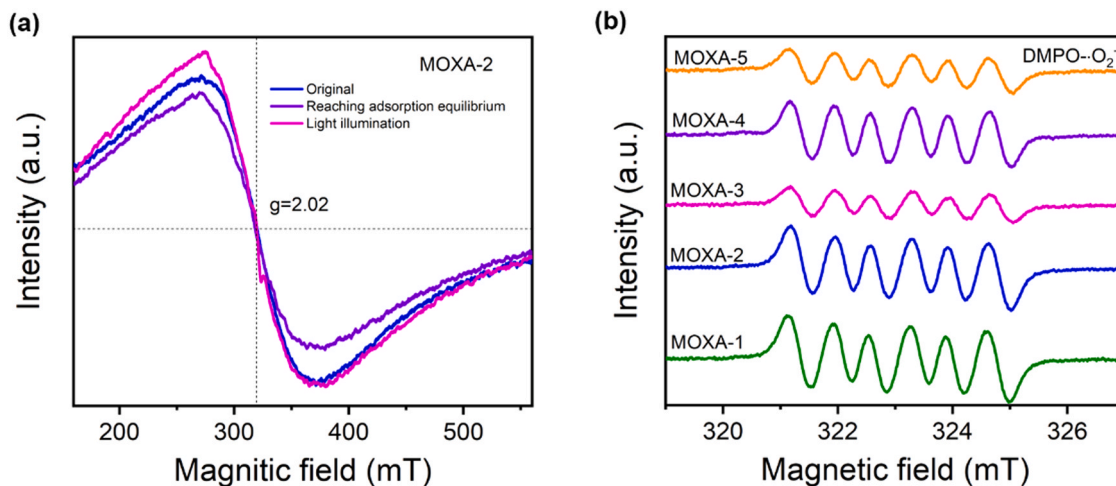 (a)
MOXA-2
Original
Reaching adsorption equilibrium
Light illumination
g=2.02
Intensity (a.u.)
200 300 400 500
Magnitic field (mT)
(b)
MOXA-5
DMPO-·O₂⁻
MOXA-4
MOXA-3
MOXA-2
MOXA-1
Intensity (a.u.)
320 322 324 326
Magnetic field (mT)